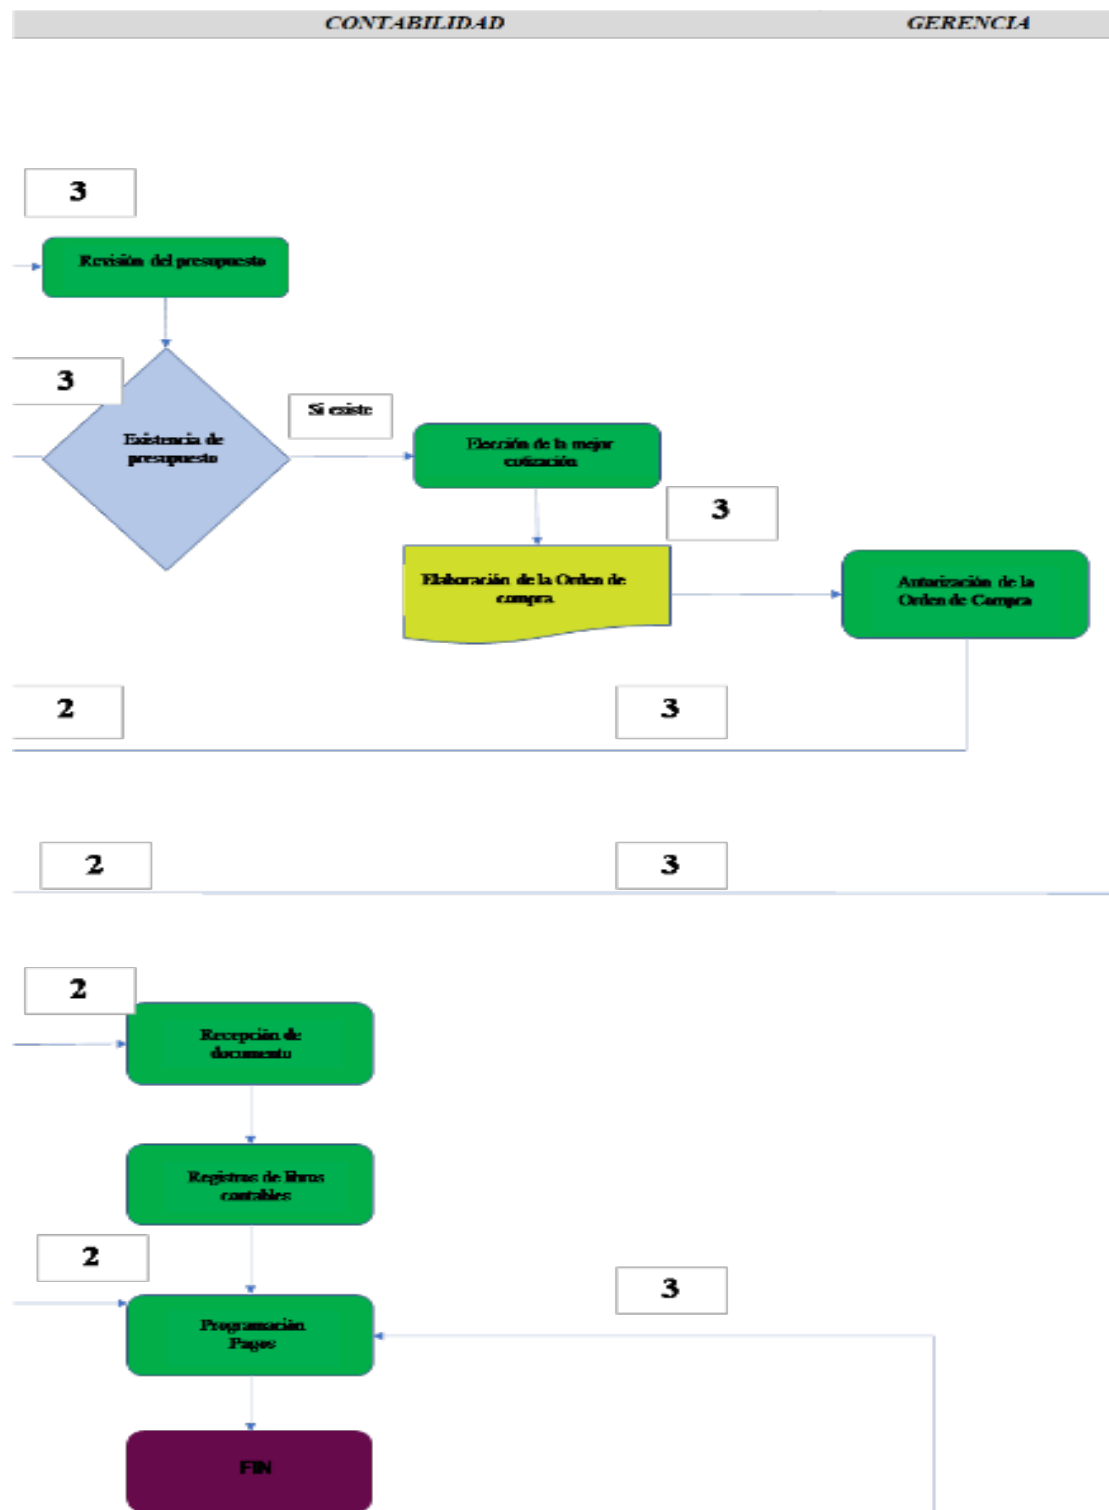 CONTABILIDAD GERENCIA
3
Revisión del presupuesto
3
Existencia de
presupuesto
Si existe
Elección de la mejor
cotización
3
Elaboración de la Orden de
compra
Autorización de la
Orden de Compra
2 3
2 3
2
Recepción de
documento
Registros de libros
contables
2
3
Programación
Pagos
FIN